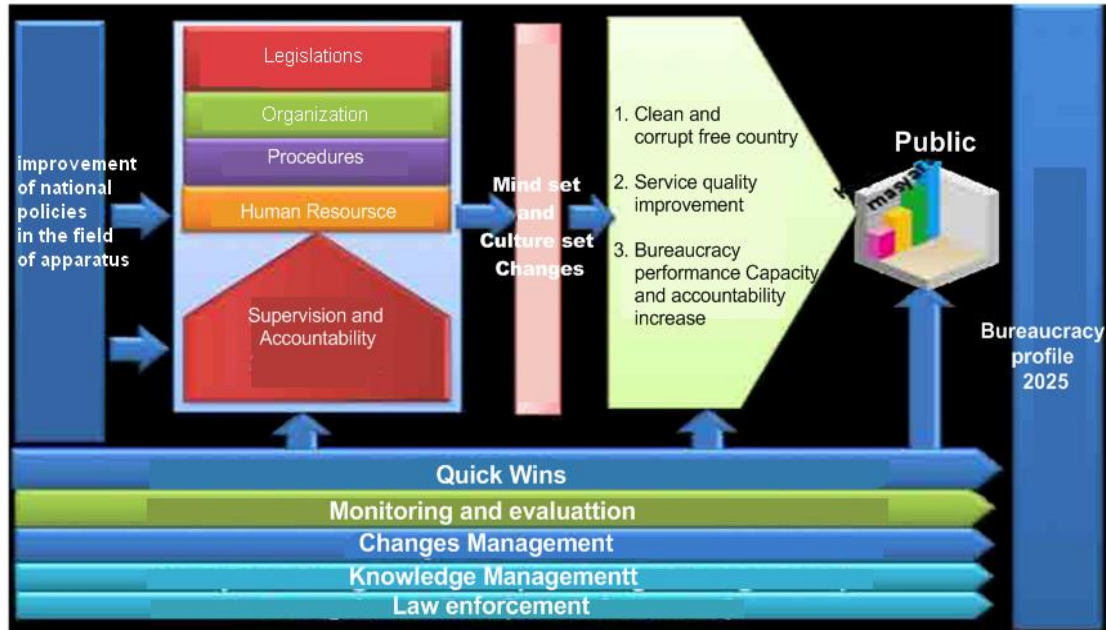 improvement
of national
policies
in the field
of apparatus
Legislations
Organization
Procedures
Human Resoursce
Supervision and
Accountability
Mind set
and
Culture set
Changes
1. Clean and
corrupt free country
2. Service quality
improvement
3. Bureaucracy
performance Capacity
and accountability
increase
Public
Bureaucracy
profile
2025
Quick Wins
Monitoring and evaluattion
Changes Management
Knowledge Managementt
Law enforcement